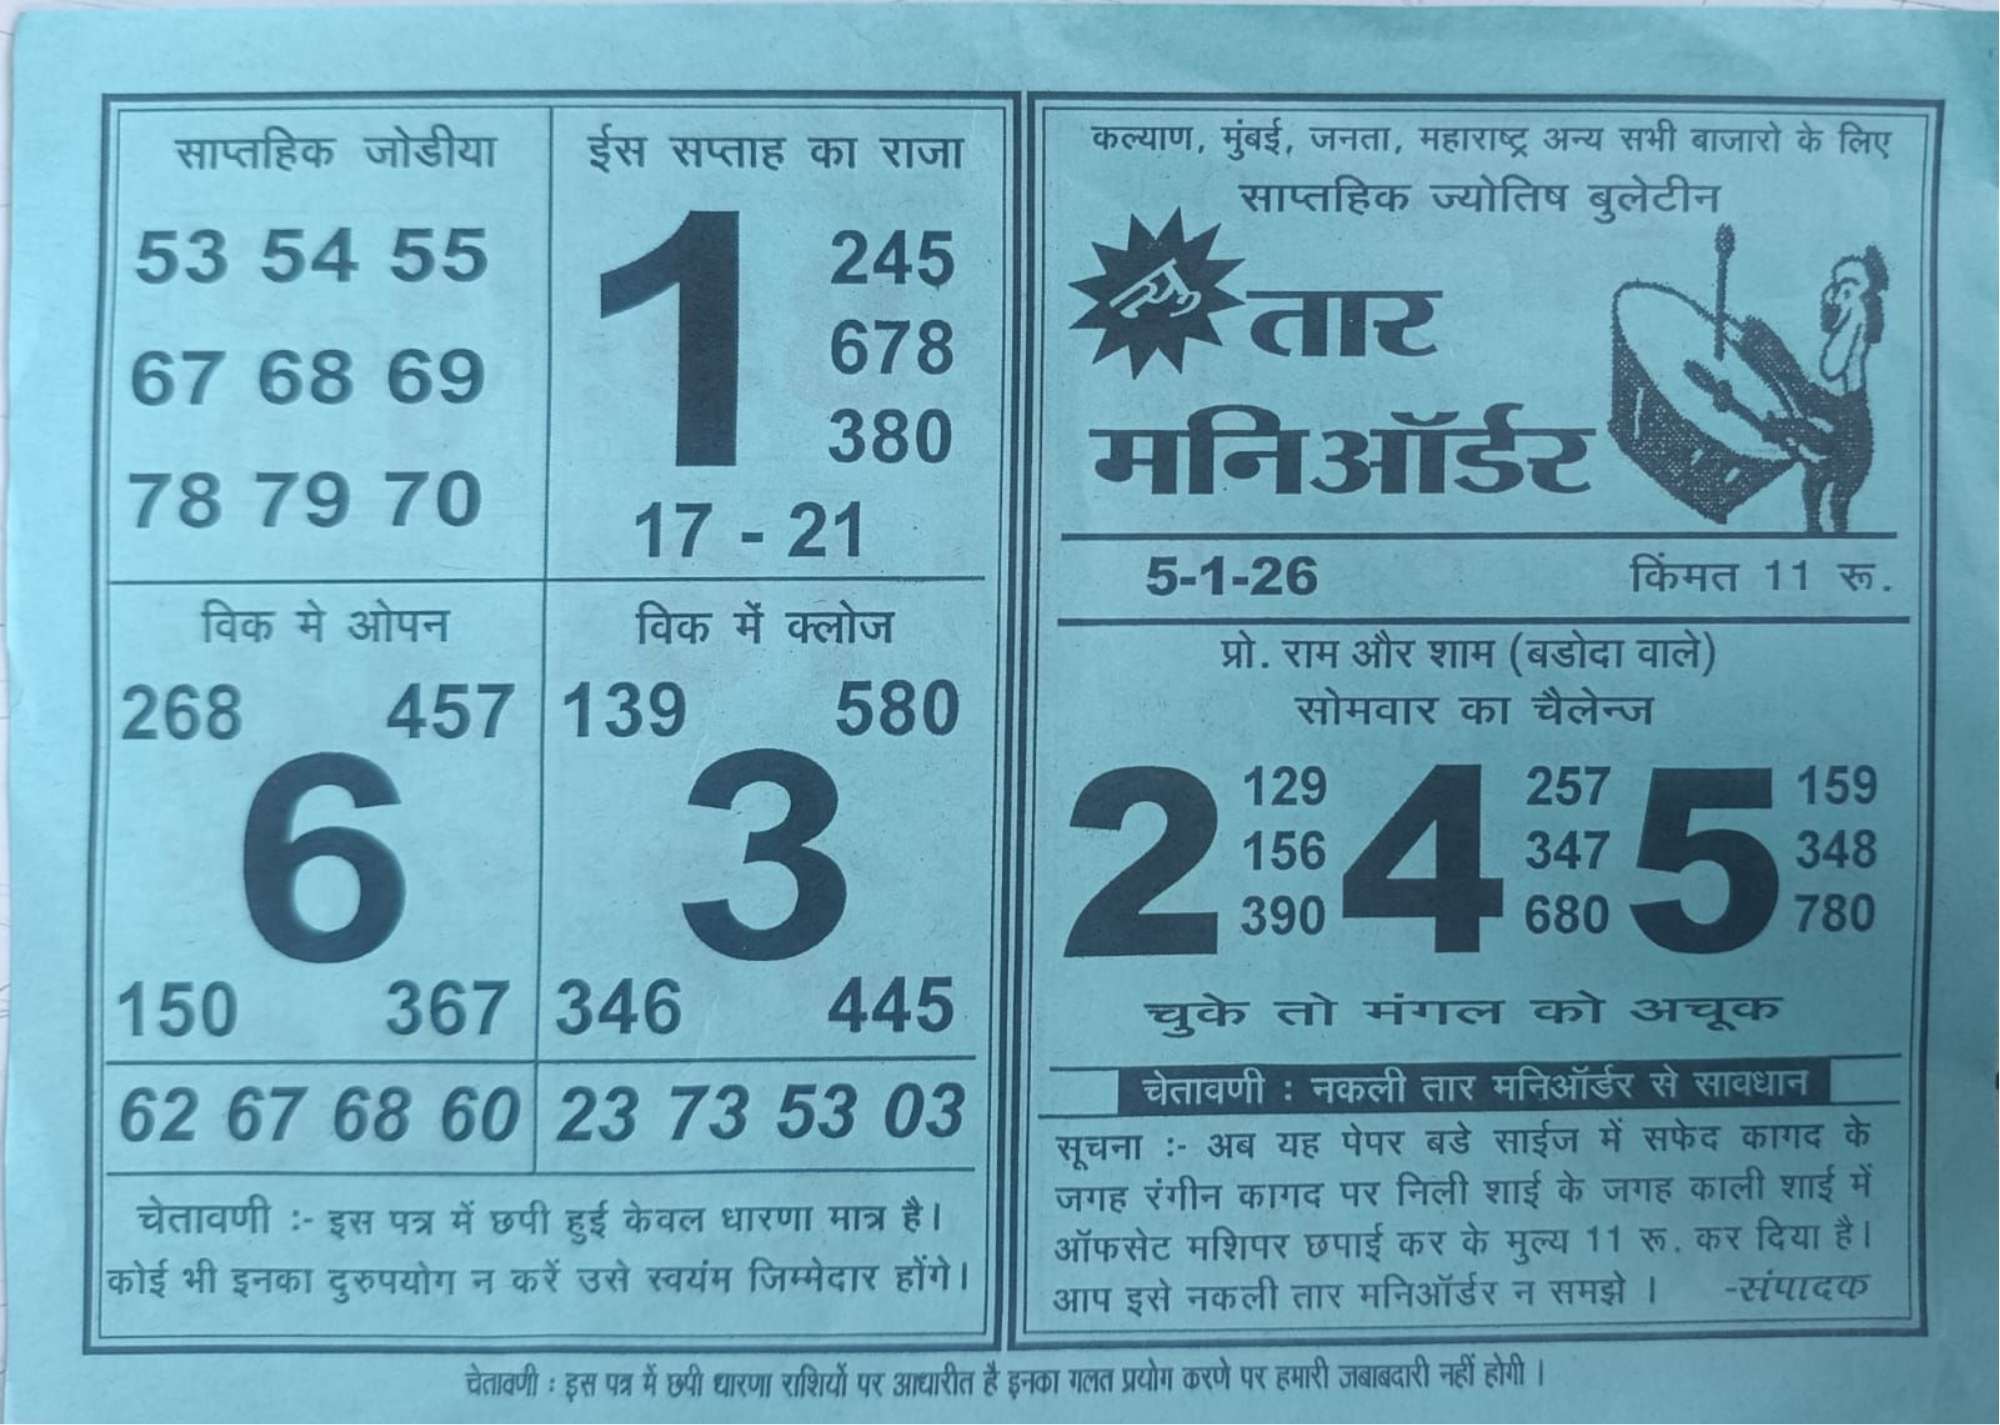 साप्तहिक जोडीया
53 54 55
67 68 69
78 79 70
ईस सप्ताह का राजा
1
245
678
380
17 - 21
विक मे ओपन
268 457
6
150 367
62 67 68 60
विक में क्लोज
139 580
3
346 445
23 73 53 03
चेतावणी :- इस पत्र में छपी हुई केवल धारणा मात्र है।
कोई भी इनका दुरुपयोग न करें उसे स्वयंम जिम्मेदार होंगे।
कल्याण, मुंबई, जनता, महाराष्ट्र अन्य सभी बाजारो के लिए
साप्तहिक ज्योतिष बुलेटीन
न्यु तार
मनिऑर्डर
5-1-26 किंमत 11 रू.
प्रो. राम और शाम (बडोदा वाले)
सोमवार का चैलेन्ज
2 129 156 390
4 257 347 680
5 159 348 780
चुके तो मंगल को अचूक
चेतावणी : नकली तार मनिऑर्डर से सावधान
सूचना :- अब यह पेपर बडे साईज में सफेद कागद के
जगह रंगीन कागद पर निली शाई के जगह काली शाई में
ऑफसेट मशिपर छपाई कर के मुल्य 11 रू. कर दिया है।
आप इसे नकली तार मनिऑर्डर न समझे । -संपादक
चेतावणी : इस पत्र में छपी धारणा राशियों पर आधारीत है इनका गलत प्रयोग करणे पर हमारी जबाबदारी नहीं होगी ।